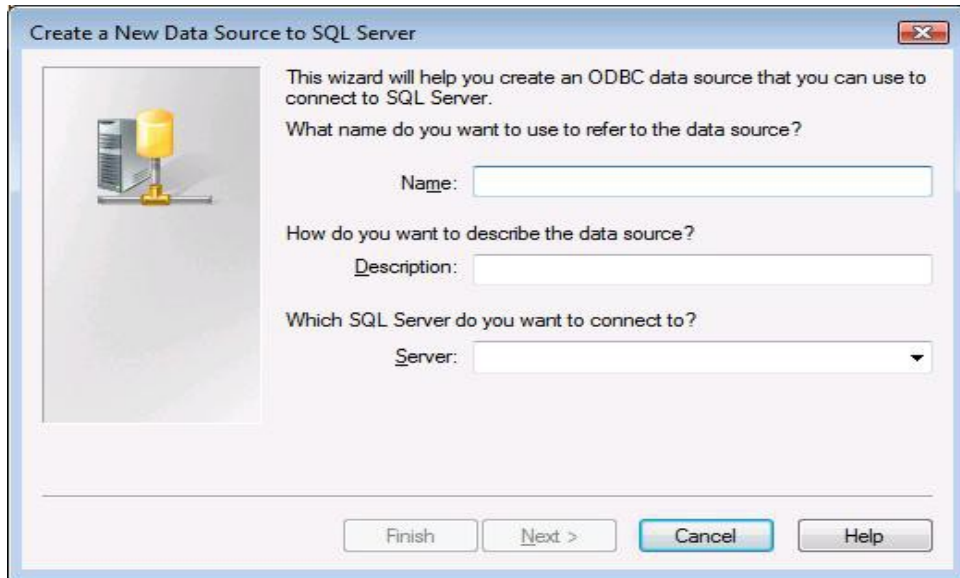 Create a New Data Source to SQL Server
This wizard will help you create an ODBC data source that you can use to
connect to SQL Server.
What name do you want to use to refer to the data source?
Name:
How do you want to describe the data source?
Description:
Which SQL Server do you want to connect to?
Server:
Finish
Next >
Cancel
Help